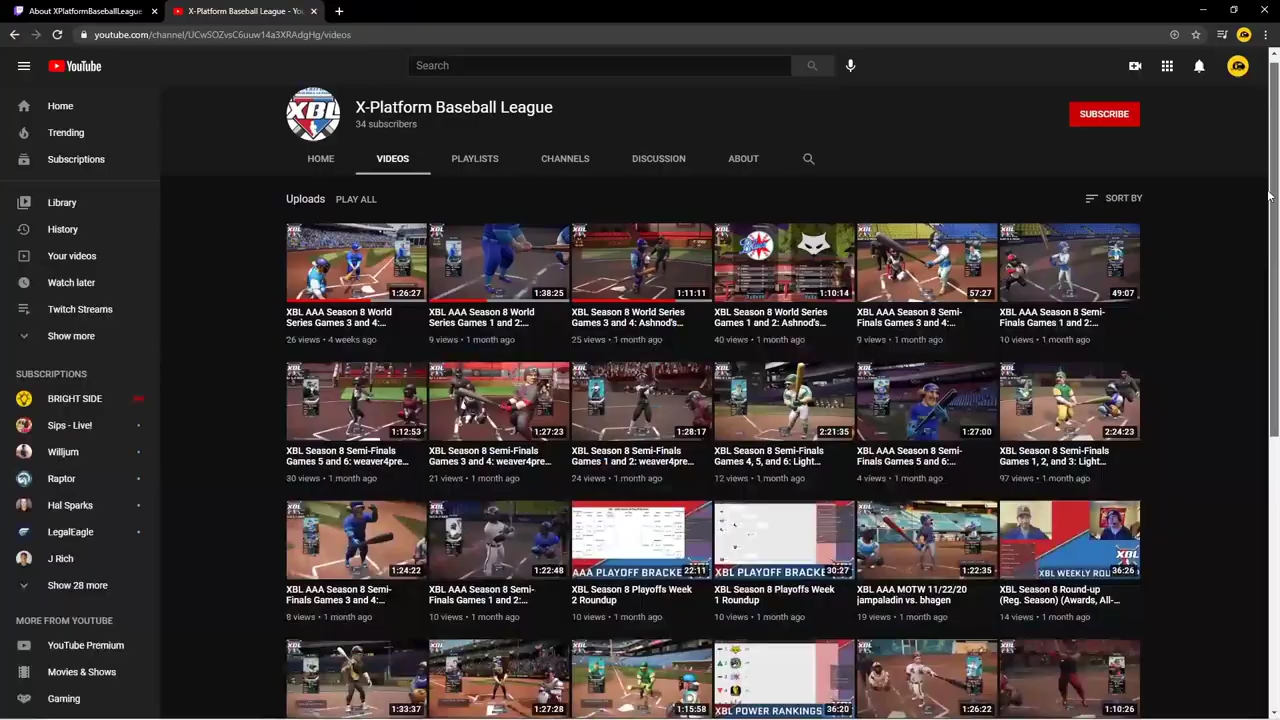 About XPlatformBaseballLeague
X-Platform Baseball League - You
youtube.com/channel/UCwSOZvsC6uuw14a3XRAdgHg/videos
YouTube
Search
Home
Trending
Subscriptions
Library
History
Your videos
Watch later
Twitch Streams
Show more
SUBSCRIPTIONS
BRIGHT SIDE
Sips - Live!
Willjum
Raptor
Hal Sparks
LegalEagle
J Rich
Show 28 more
MORE FROM YOUTUBE
YouTube Premium
Movies & Shows
Gaming
XBL
X-Platform Baseball League
34 subscribers
SUBSCRIBE
HOME VIDEOS PLAYLISTS CHANNELS DISCUSSION ABOUT
Uploads PLAY ALL SORT BY
1:26:27 1:38:25 1:11:11 1:10:14 57:27 49:07
XBL AAA Season 8 World XBL AAA Season 8 World XBL Season 8 World Series XBL Season 8 World Series XBL AAA Season 8 Semi- XBL AAA Season 8 Semi-
Series Games 3 and 4:... Series Games 1 and 2:... Games 3 and 4: Ashnod's... Games 1 and 2: Ashnod's... Finals Games 3 and 4:... Finals Games 1 and 2:...
26 views • 4 weeks ago 9 views • 1 month ago 25 views • 1 month ago 40 views • 1 month ago 9 views • 1 month ago 10 views • 1 month ago
1:12:53 1:27:23 1:28:17 2:21:35 1:27:00 2:24:23
XBL Season 8 Semi-Finals XBL Season 8 Semi-Finals XBL Season 8 Semi-Finals XBL Season 8 Semi-Finals XBL AAA Season 8 Semi- XBL Season 8 Semi-Finals
Games 5 and 6: weaver4pre... Games 3 and 4: weaver4pre... Games 1 and 2: weaver4pre... Games 4, 5, and 6: Light... Finals Games 5 and 6:... Games 1, 2, and 3: Light...
30 views • 1 month ago 21 views • 1 month ago 24 views • 1 month ago 12 views • 1 month ago 4 views • 1 month ago 97 views • 1 month ago
AAA PLAYOFF BRACKE XBL PLAYOFF BRACKE XBL WEEKLY ROU
1:24:22 1:22:48 22:11 30:27 1:22:35 36:26
XBL AAA Season 8 Semi- XBL AAA Season 8 Semi- XBL Season 8 Playoffs Week XBL Season 8 Playoffs Week XBL AAA MOTW 11/22/20 XBL Season 8 Round-up
Finals Games 3 and 4:... Finals Games 1 and 2:... 2 Roundup 1 Roundup jampaladin vs. bhagen (Reg. Season) (Awards, All-...
8 views • 1 month ago 10 views • 1 month ago 10 views • 1 month ago 10 views • 1 month ago 19 views • 1 month ago 14 views • 1 month ago
XBL POWER RANKINGS
1:33:37 1:27:28 1:15:58 36:20 1:26:22 1:10:26